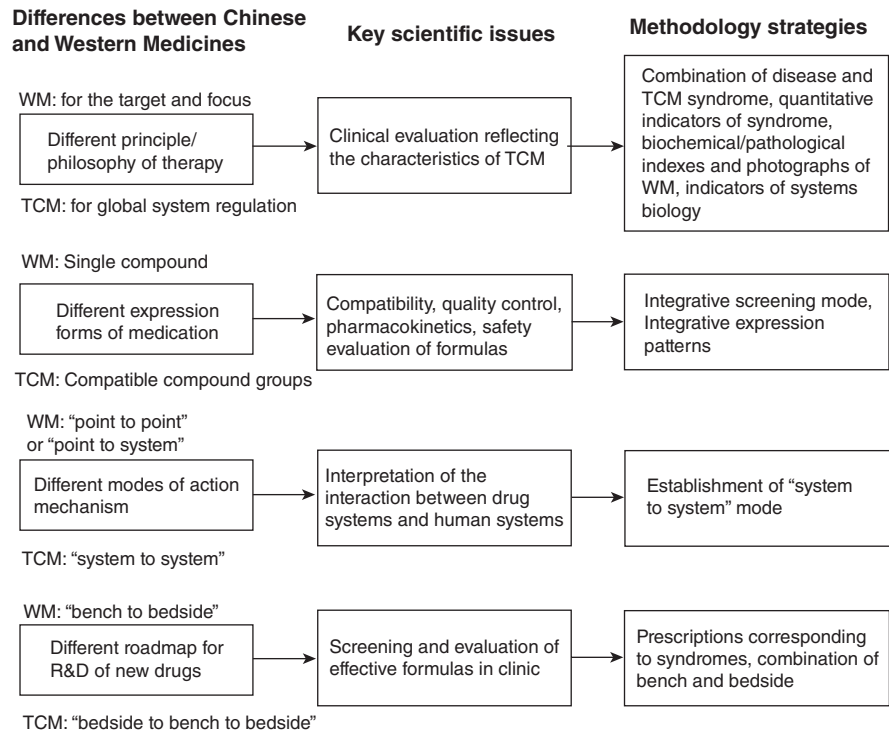 Differences between Chinese
and Western Medicines
Key scientific issues
Methodology strategies
WM: for the target and focus
Different principle/
philosophy of therapy
TCM: for global system regulation
Clinical evaluation reflecting
the characteristics of TCM
Combination of disease and
TCM syndrome, quantitative
indicators of syndrome,
biochemical/pathological
indexes and photographs of
WM, indicators of systems
biology
WM: Single compound
Different expression
forms of medication
TCM: Compatible compound groups
Compatibility, quality control,
pharmacokinetics, safety
evaluation of formulas
Integrative screening mode,
Integrative expression
patterns
WM: “point to point”
or “point to system”
Different modes of action
mechanism
TCM: “system to system”
Interpretation of the
interaction between drug
systems and human systems
Establishment of “system
to system” mode
WM: “bench to bedside”
Different roadmap for
R&D of new drugs
TCM: “bedside to bench to bedside”
Screening and evaluation of
effective formulas in clinic
Prescriptions corresponding
to syndromes, combination of
bench and bedside